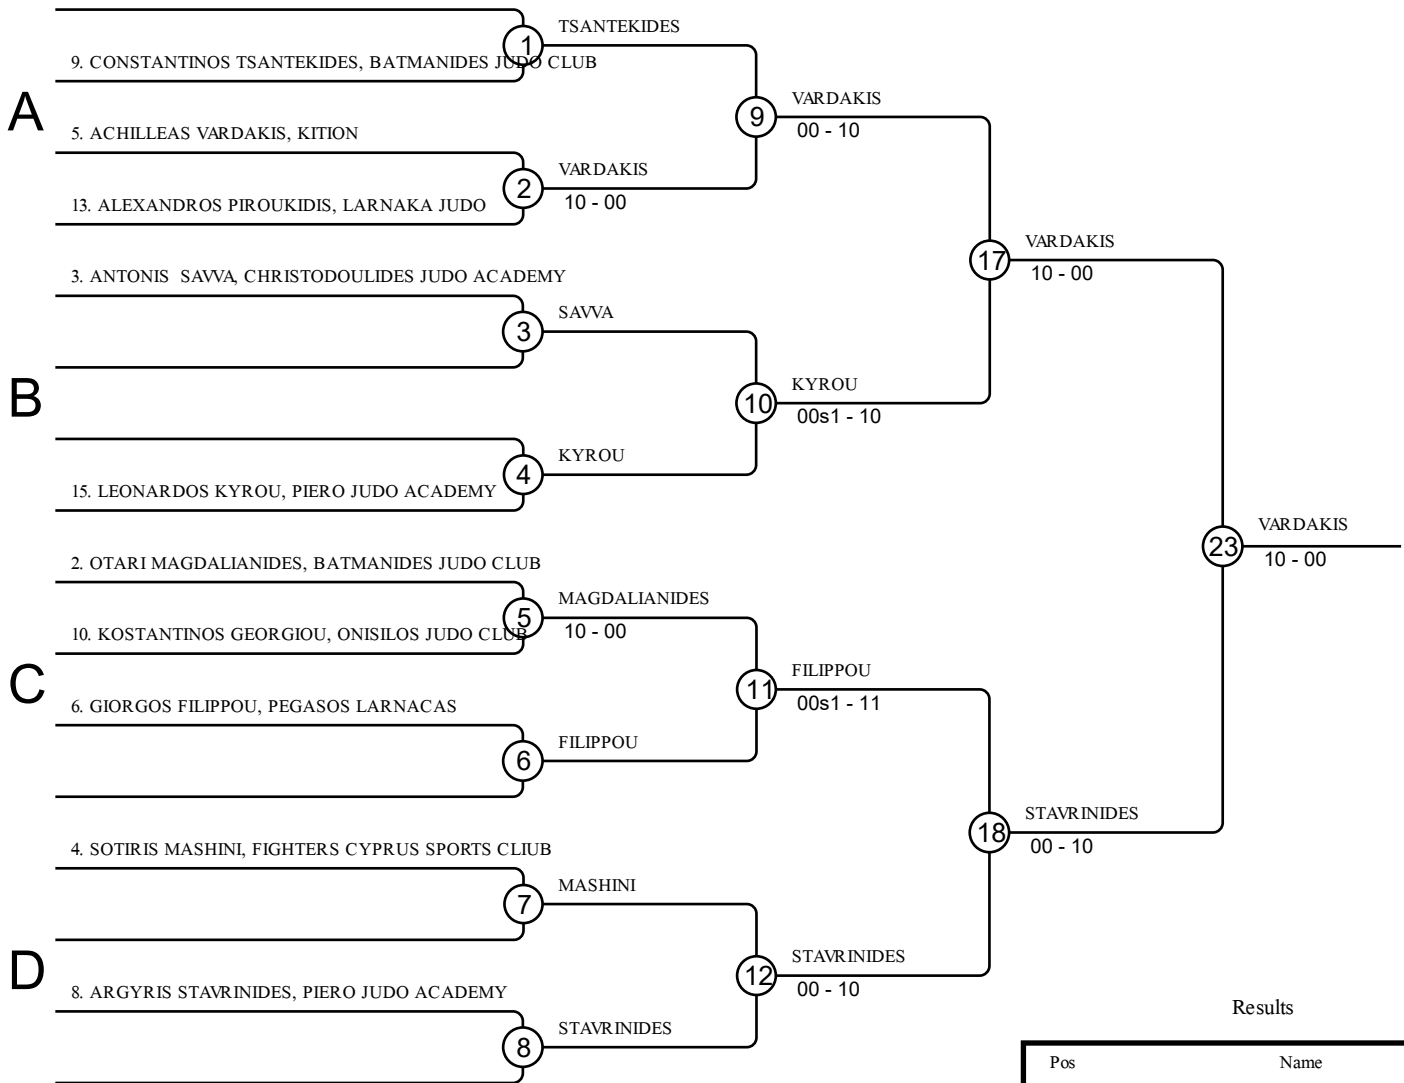 TSANTEKIDES
1
9. CONSTANTINOS TSANTEKIDES, BATMANIDES JUDO CLUB
A
VARDAKIS
9
00 - 10
5. ACHILLEAS VARDAKIS, KITION
VARDAKIS
2
10 - 00
13. ALEXANDROS PIROUKIDIS, LARNAKA JUDO
VARDAKIS
17
10 - 00
3. ANTONIS SAVVA, CHRISTODOULIDES JUDO ACADEMY
SAVVA
3
B
KYROU
10
00s1 - 10
KYROU
4
15. LEONARDOS KYROU, PIERO JUDO ACADEMY
VARDAKIS
23
10 - 00
2. OTARI MAGDALIANIDES, BATMANIDES JUDO CLUB
MAGDALIANIDES
5
10 - 00
10. KOSTANTINOS GEORGIOU, ONISILOS JUDO CLUB
C
FILIPPOU
11
00s1 - 11
6. GIORGOS FILIPPOU, PEGASOS LARNACAS
FILIPPOU
6
STAVRINIDES
18
00 - 10
4. SOTIRIS MASHINI, FIGHTERS CYPRUS SPORTS CLIUB
MASHINI
7
D
STAVRINIDES
12
00 - 10
8. ARGYRIS STAVRINIDES, PIERO JUDO ACADEMY
STAVRINIDES
8
Results
Pos Name